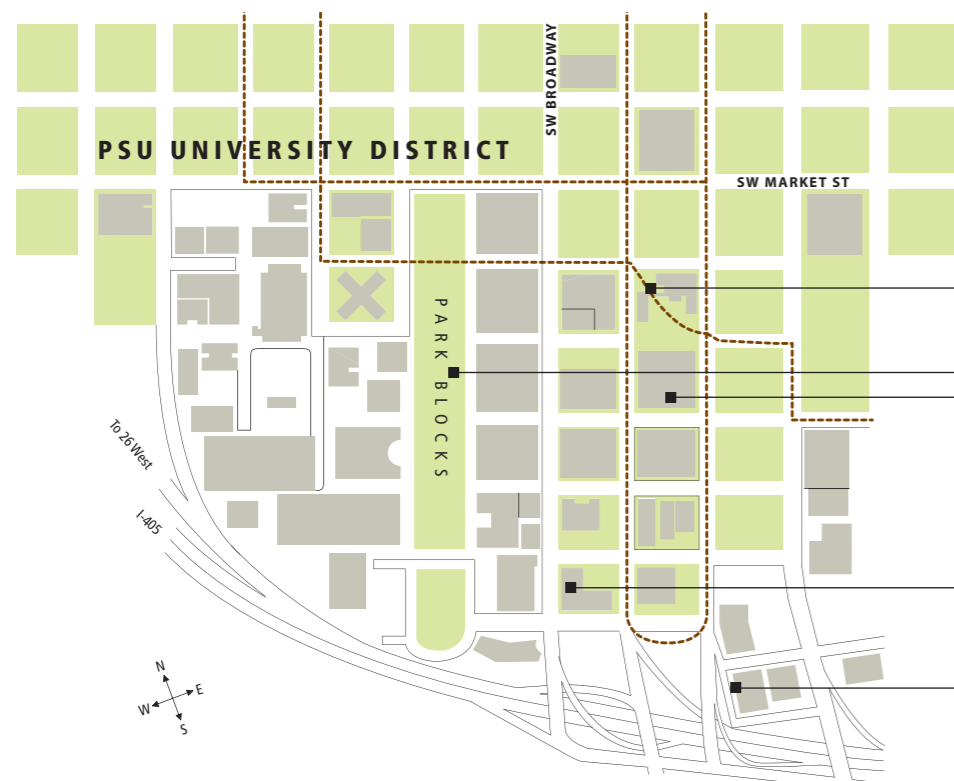 SW BROADWAY
PSU UNIVERSITY DISTRICT
SW MARKET ST
PARK BLOCKS
To 26 West
I-405
N
E
W
S